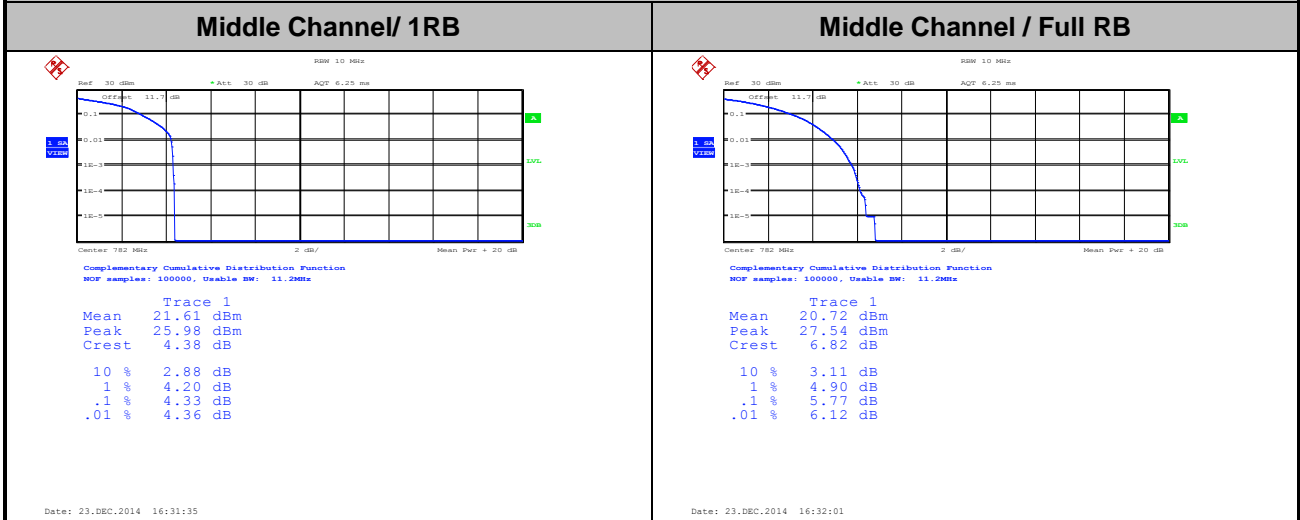 Middle Channel/ 1RB
RBW 10 MHz
Ref 30 dBm *Att 30 dB AQT 6.25 ms
Offset 11.7 dB
0.1
A
0.01
1 SA
VIEW
1E-3
LVL
1E-4
1E-5
3DB
Center 782 MHz 2 dB/ Mean Pwr + 20 dB
Complementary Cumulative Distribution Function
NOF samples: 100000, Usable BW: 11.2MHz
Trace 1
Mean 21.61 dBm
Peak 25.98 dBm
Crest 4.38 dB
10 % 2.88 dB
1 % 4.20 dB
.1 % 4.33 dB
.01 % 4.36 dB
Date: 23.DEC.2014 16:31:35
Middle Channel / Full RB
RBW 10 MHz
Ref 30 dBm *Att 30 dB AQT 6.25 ms
Offset 11.7 dB
0.1
A
0.01
1 SA
VIEW
1E-3
LVL
1E-4
1E-5
3DB
Center 782 MHz 2 dB/ Mean Pwr + 20 dB
Complementary Cumulative Distribution Function
NOF samples: 100000, Usable BW: 11.2MHz
Trace 1
Mean 20.72 dBm
Peak 27.54 dBm
Crest 6.82 dB
10 % 3.11 dB
1 % 4.90 dB
.1 % 5.77 dB
.01 % 6.12 dB
Date: 23.DEC.2014 16:32:01